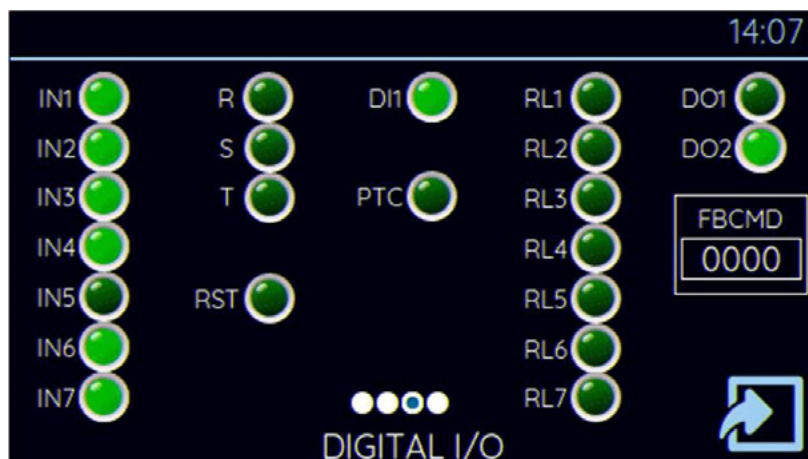 14:07
IN1 R DI1 RL1 DO1
IN2 S RL2 DO2
IN3 T PTC RL3
FBCMD
IN4 RL4 0000
IN5 RST RL5
IN6 RL6
IN7 RL7
DIGITAL I/O